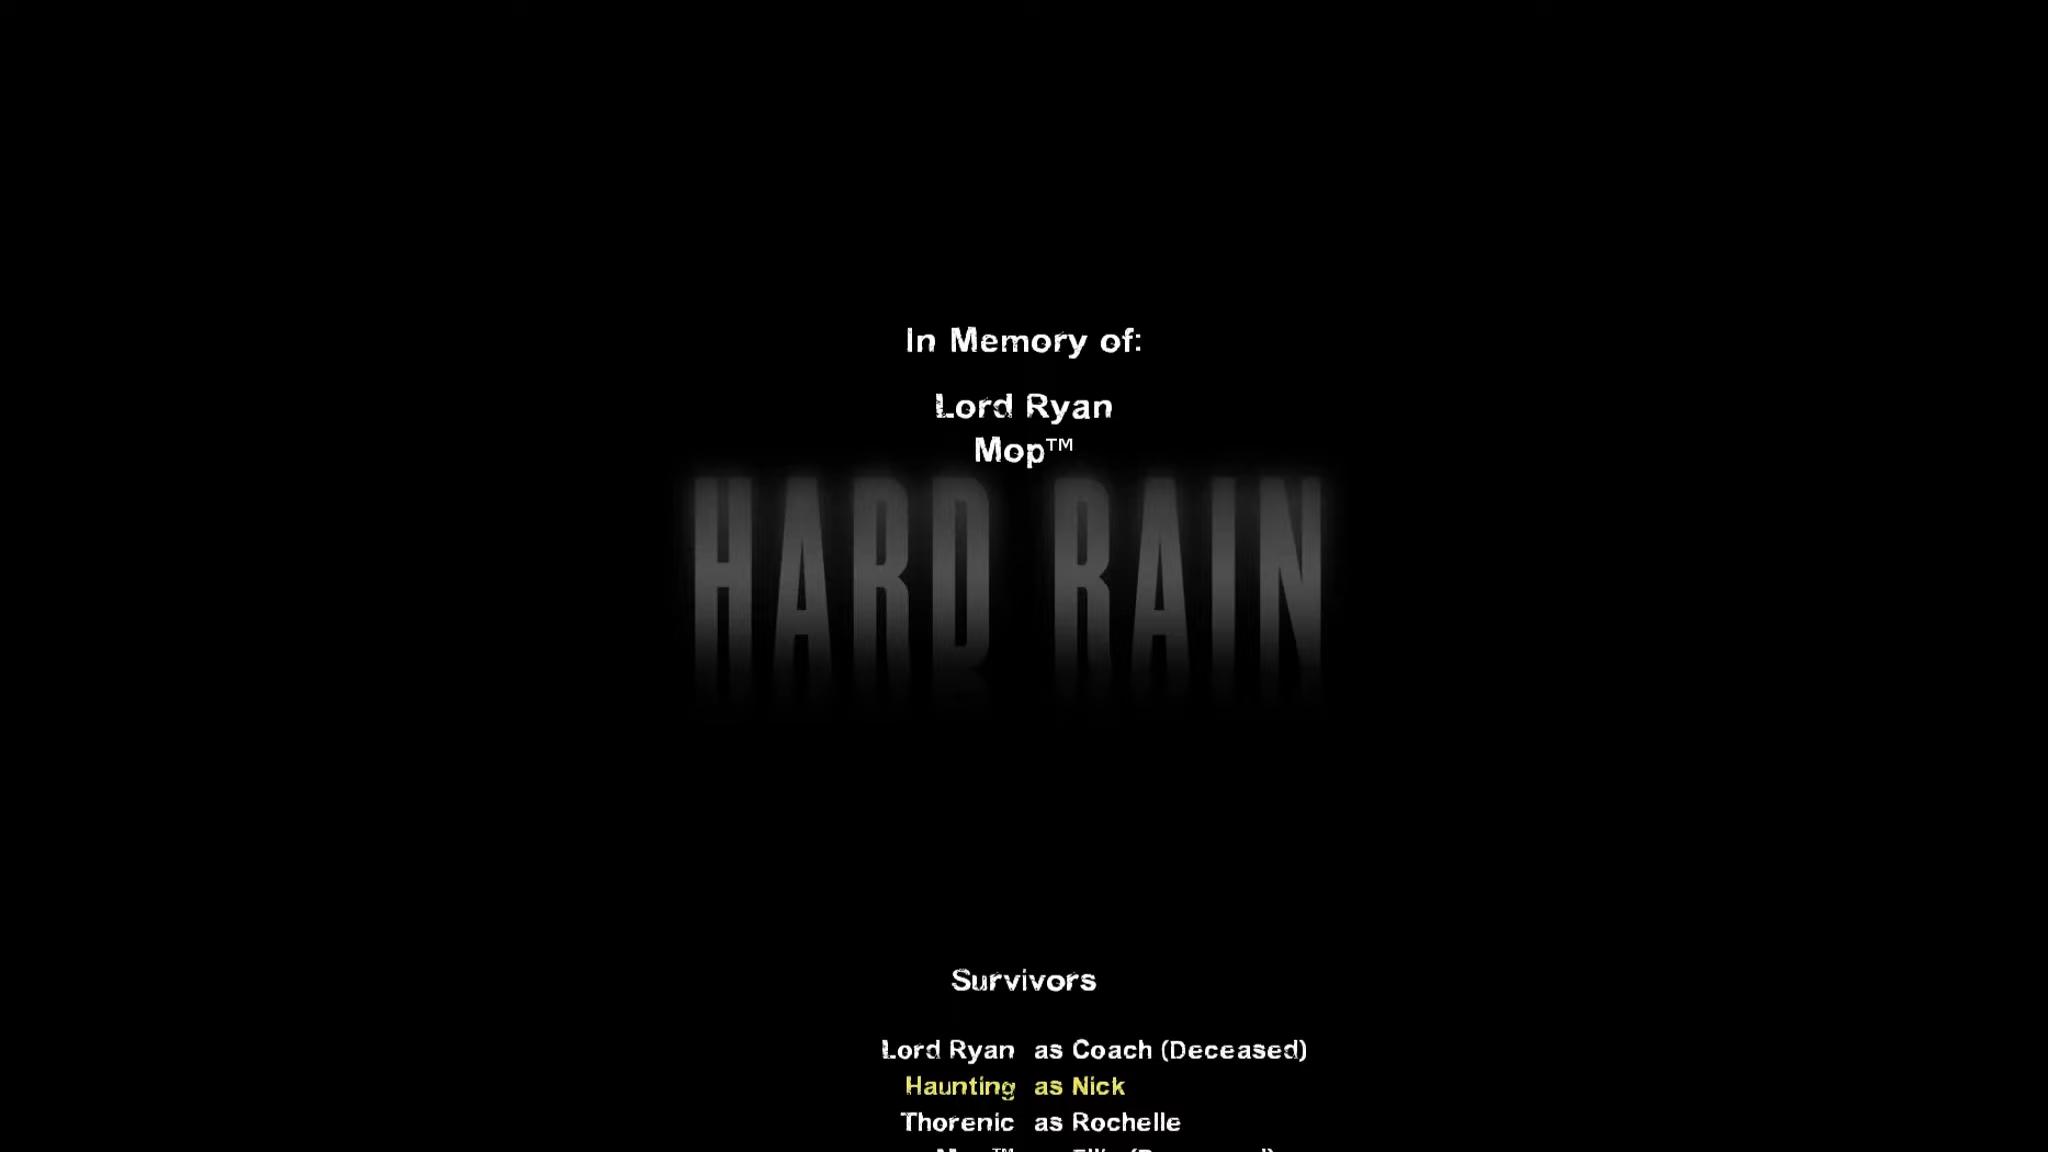 In Memory of:
Lord Ryan
Mop™
HARD RAIN
Survivors
Lord Ryan as Coach (Deceased)
Haunting as Nick
Thorenic as Rochelle